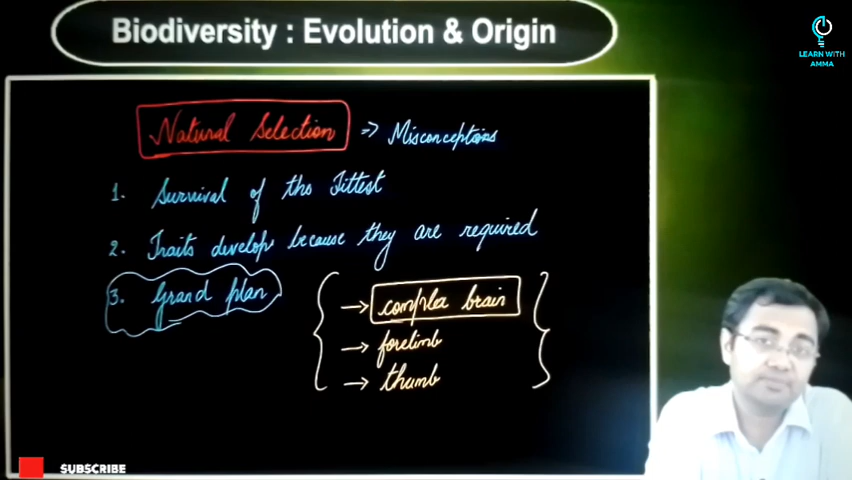 Biodiversity : Evolution & Origin
LEARN WITH
AMMA
Natural Selection => Misconceptions
1. Survival of the Fittest
2. Traits develop because they are required
3. Grand plan
→ complex brain
→ forelimb
→ thumb
SUBSCRIBE